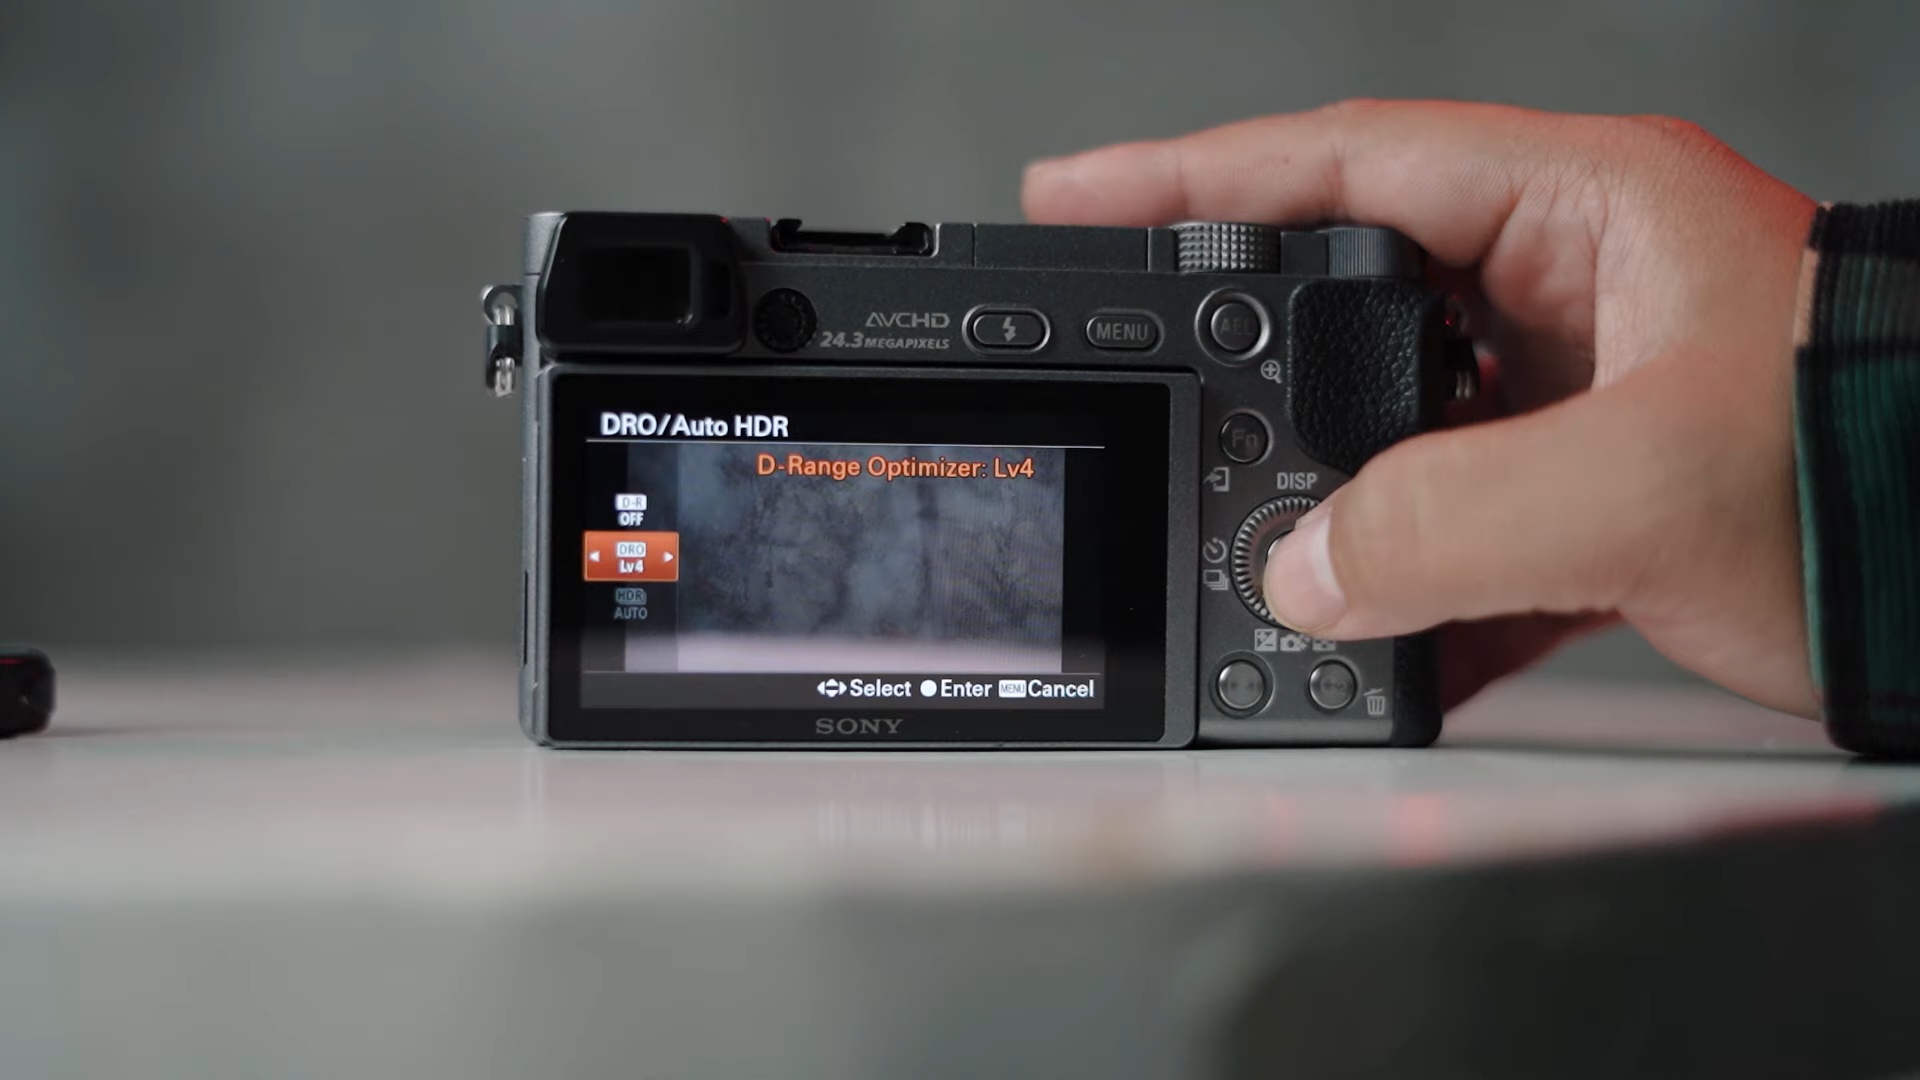 AVCHD
24.3 MEGAPIXELS
MENU
AEL
Fn
DISP
DRO/Auto HDR
D-Range Optimizer: Lv4
D-R
OFF
DRO
Lv4
HDR
AUTO
Select Enter MENU Cancel
SONY